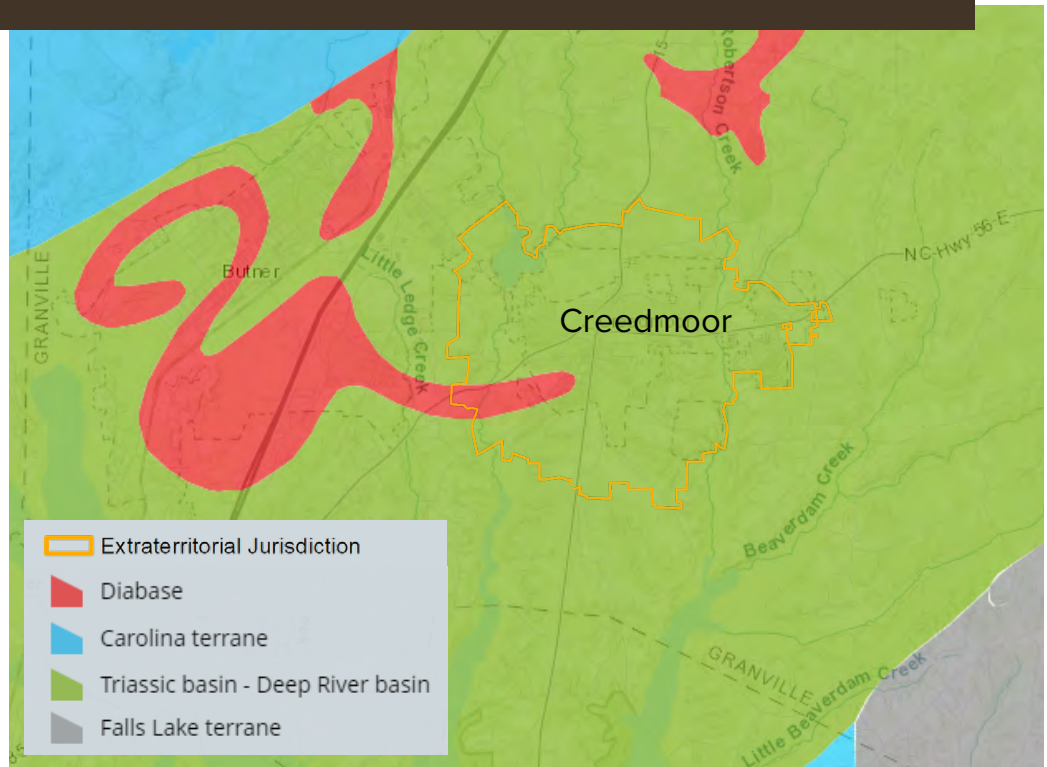 15
Robertson Creek
NC Hwy 56 E
GRANVILLE
Butner
Little Ledge Creek
Creedmoor
Beaverdam Creek
GRANVILLE
Little Beaverdam Creek
Extraterritorial Jurisdiction
Diabase
Carolina terrane
Triassic basin - Deep River basin
Falls Lake terrane